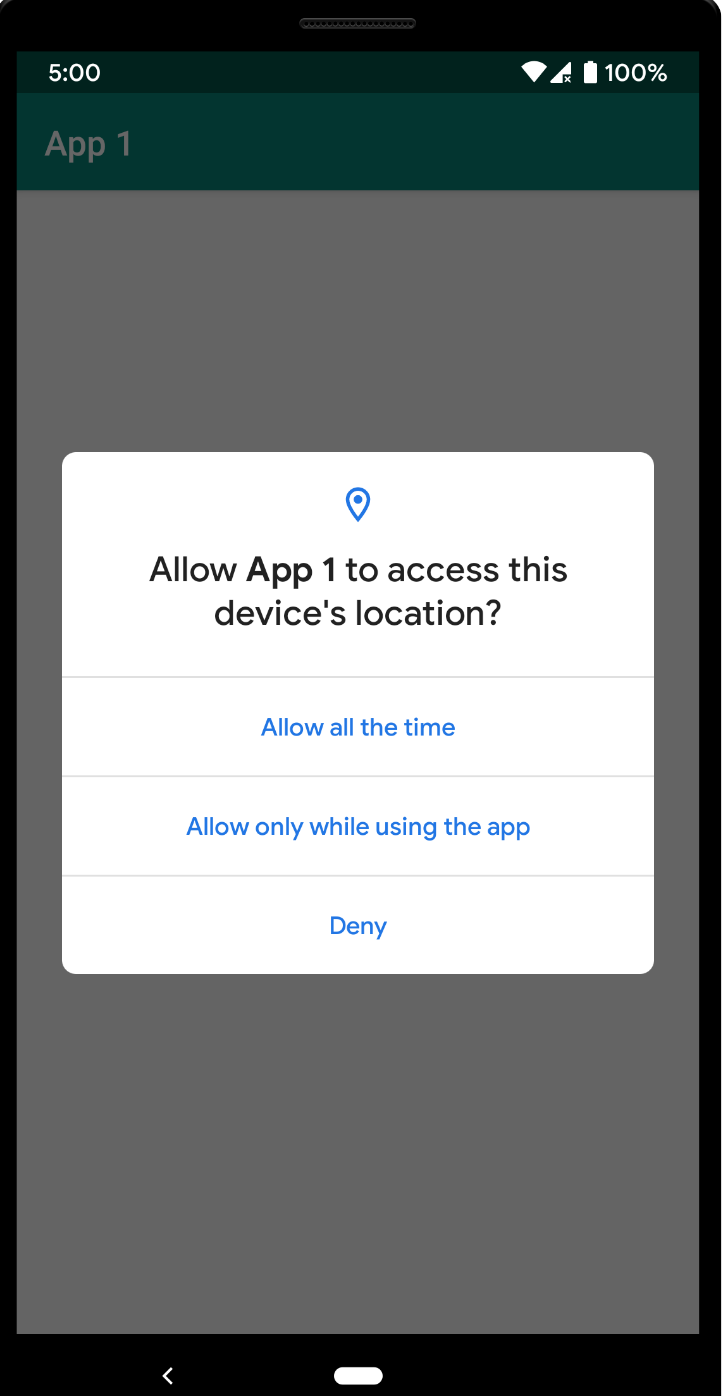 5:00 100%
App 1
Allow App 1 to access this
device's location?
Allow all the time
Allow only while using the app
Deny